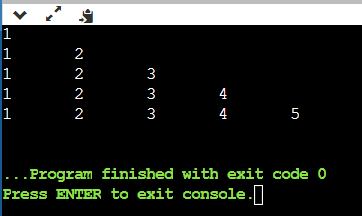 1
1 2
1 2 3
1 2 3 4
1 2 3 4 5
...Program finished with exit code 0
Press ENTER to exit console.